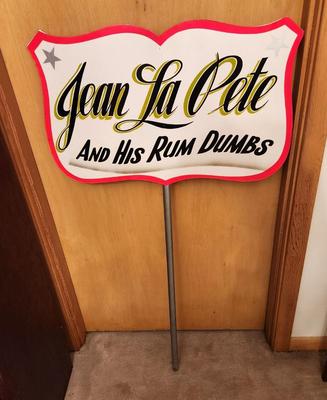 Jean La Pete
AND HIS RUM DUMBS